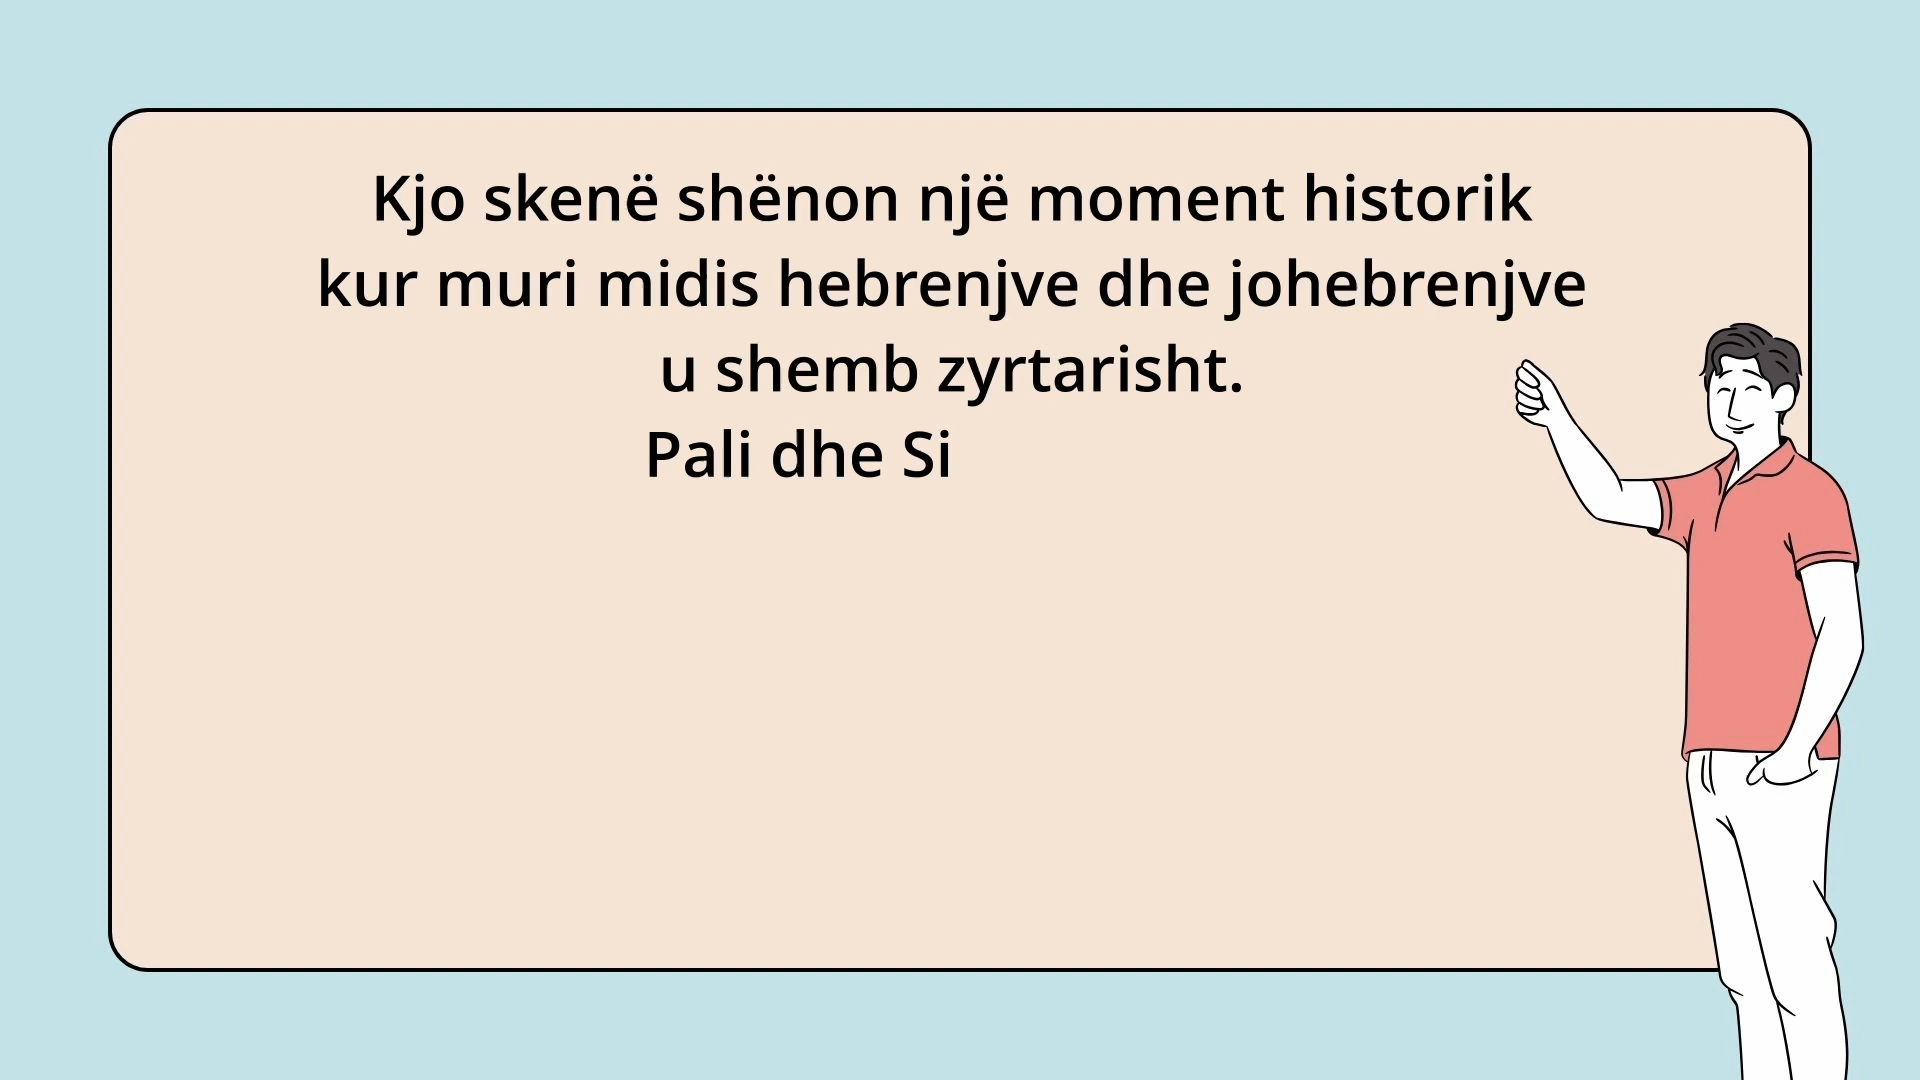 Kjo skenë shënon një moment historik
kur muri midis hebrenjve dhe johebrenjve
u shemb zyrtarisht.
Pali dhe Si